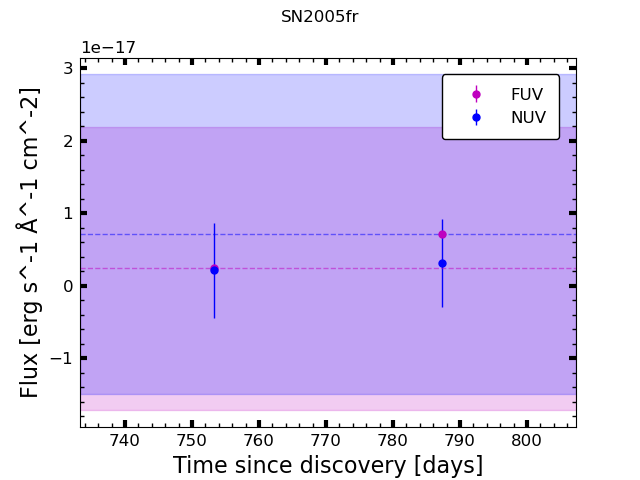 SN2005fr
1e−17
3
2
1
0
−1
Flux [erg s^-1 Å^-1 cm^-2]
FUV
NUV
740 750 760 770 780 790 800
Time since discovery [days]